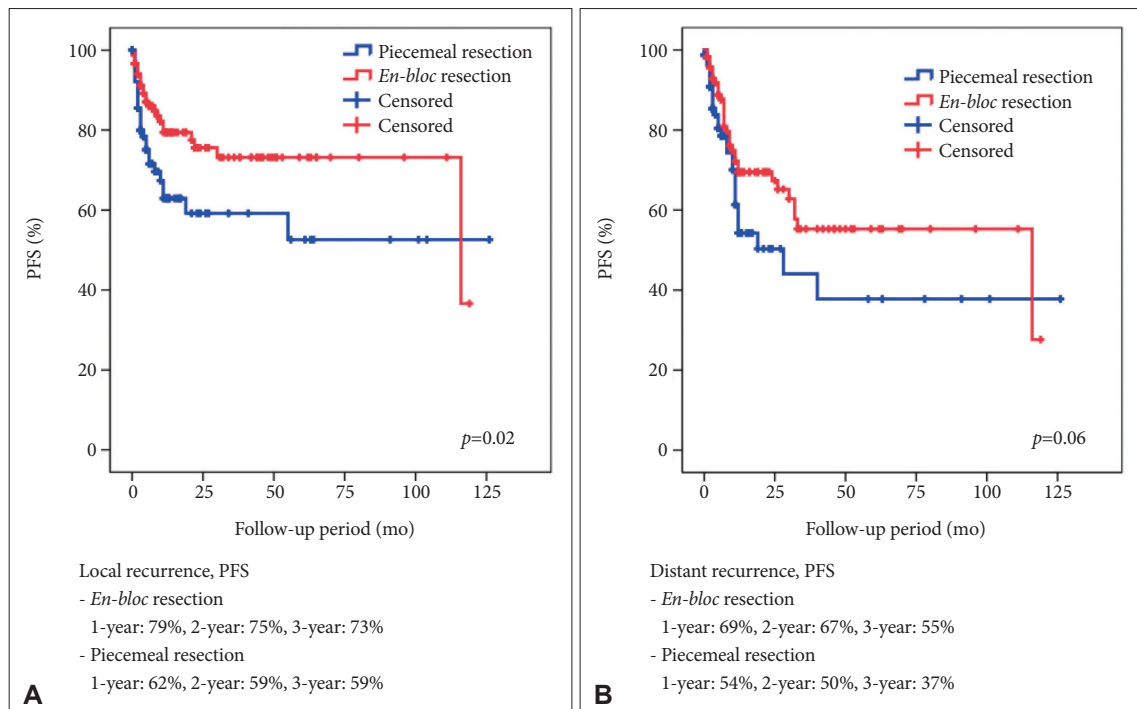 100
80
60
40
20
0
PFS (%)
Piecemeal resection
En-bloc resection
Censored
Censored
p=0.02
0 25 50 75 100 125
Follow-up period (mo)
Local recurrence, PFS
- En-bloc resection
1-year: 79%, 2-year: 75%, 3-year: 73%
- Piecemeal resection
1-year: 62%, 2-year: 59%, 3-year: 59%
A
100
80
60
40
20
0
PFS (%)
Piecemeal resection
En-bloc resection
Censored
Censored
p=0.06
0 25 50 75 100 125
Follow-up period (mo)
Distant recurrence, PFS
- En-bloc resection
1-year: 69%, 2-year: 67%, 3-year: 55%
- Piecemeal resection
1-year: 54%, 2-year: 50%, 3-year: 37%
B